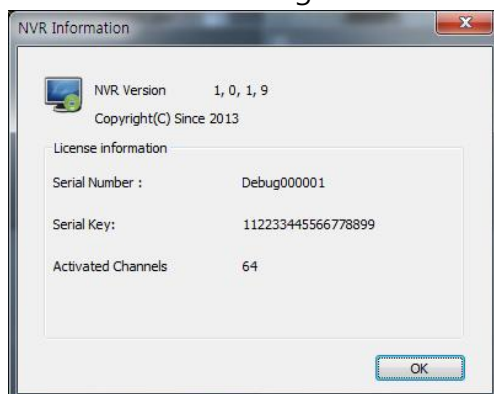 NVR Information
x
NVR Version 1, 0, 1, 9
Copyright(C) Since 2013
License information
Serial Number : Debug000001
Serial Key: 112233445566778899
Activated Channels 64
OK